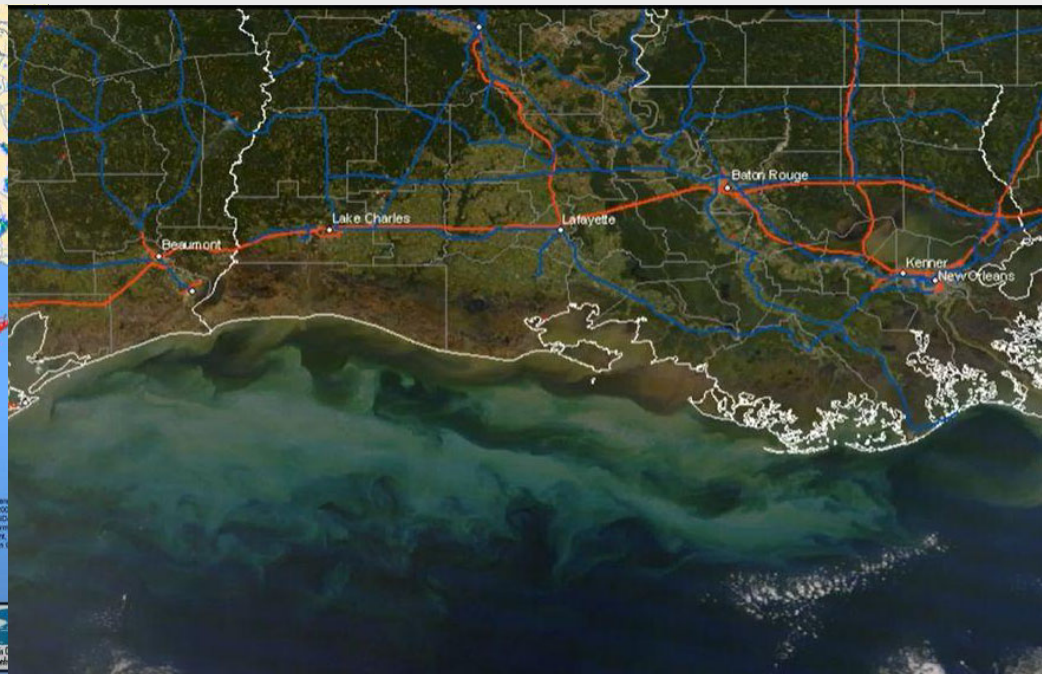 Baton Rouge
Lake Charles
Lafayette
Beaumont
Kenner
New Orleans